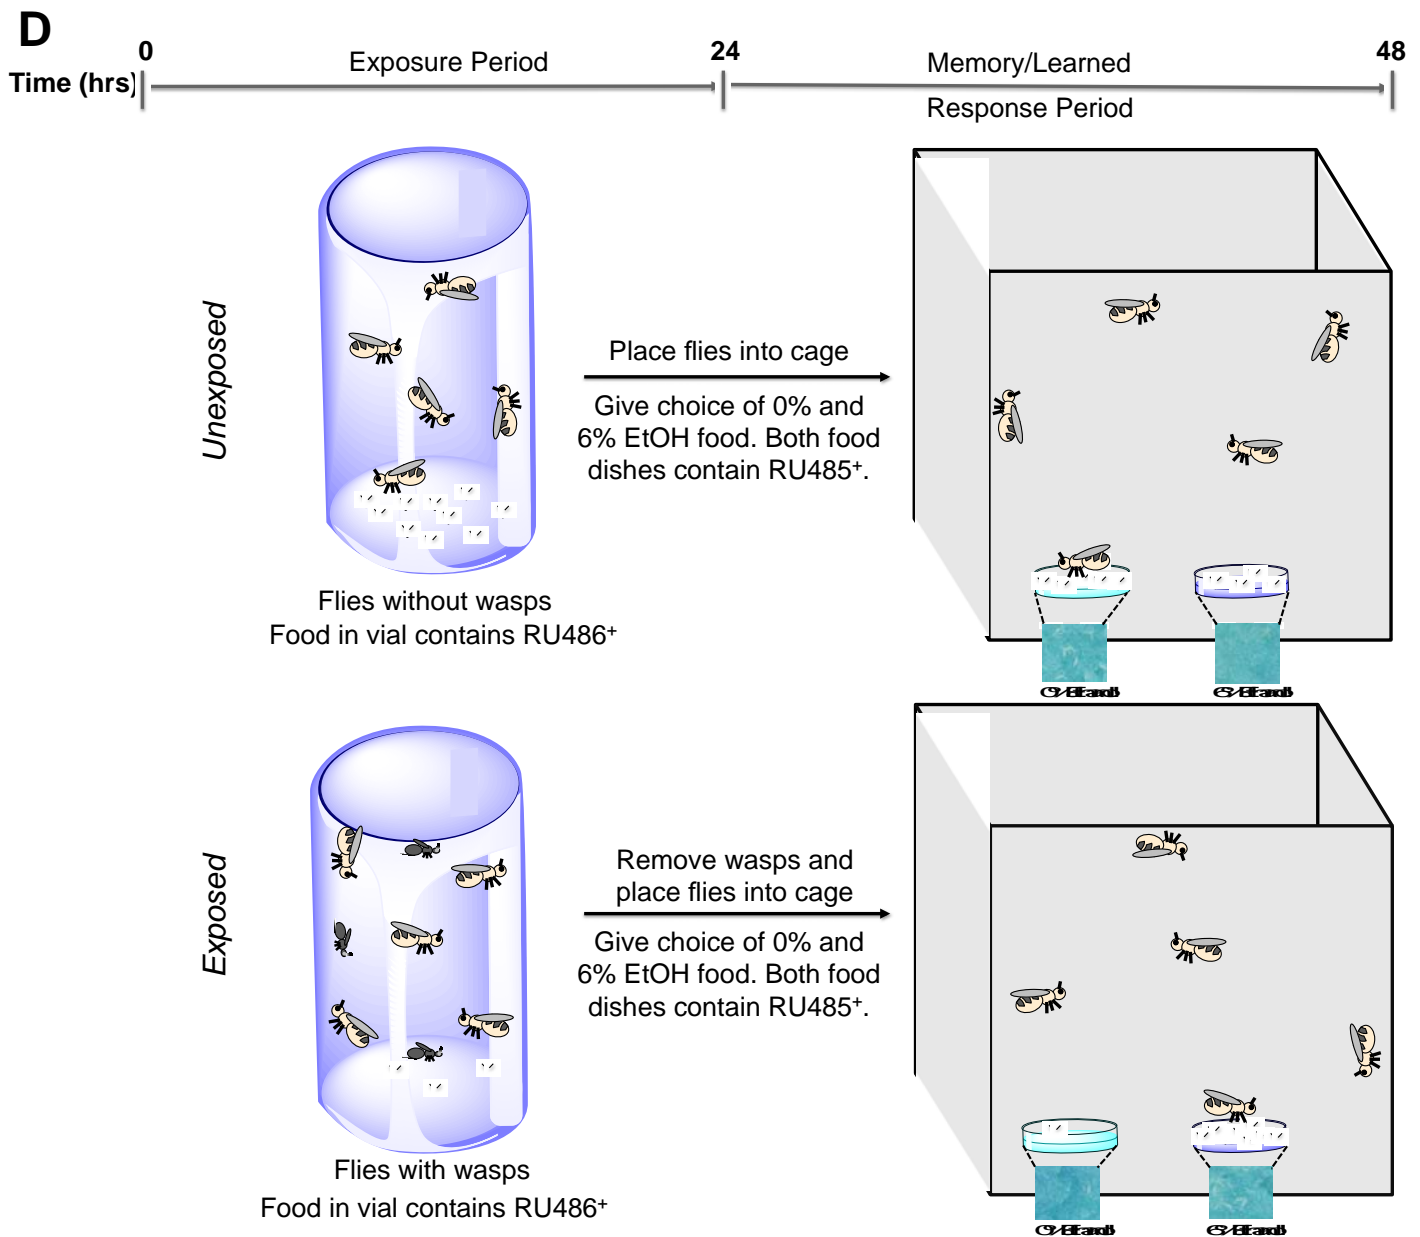 D
0 24 48
Time (hrs) Exposure Period Memory/Learned
Response Period
Unexposed
Place flies into cage
Give choice of 0% and
6% EtOH food. Both food
dishes contain RU485+.
Flies without wasps
Food in vial contains RU486+
Exposed
Remove wasps and
place flies into cage
Give choice of 0% and
6% EtOH food. Both food
dishes contain RU485+.
Flies with wasps
Food in vial contains RU486+